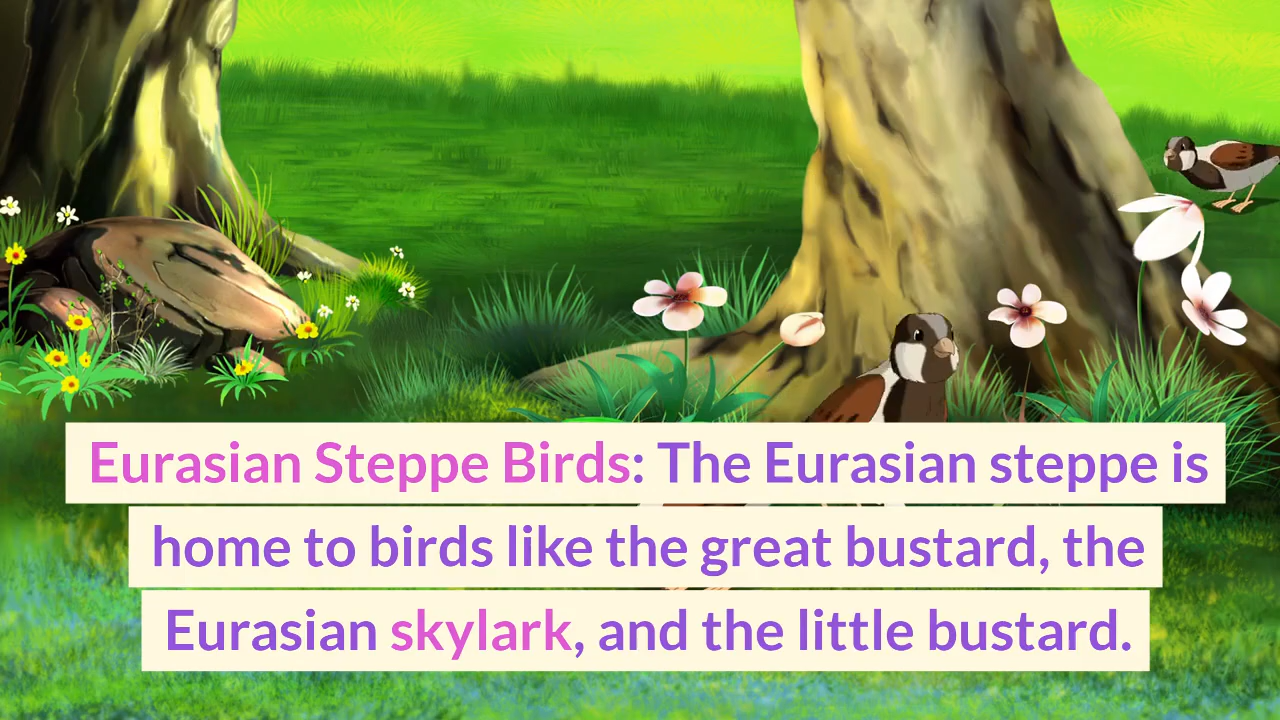 Eurasian Steppe Birds: The Eurasian steppe is
home to birds like the great bustard, the
Eurasian skylark, and the little bustard.